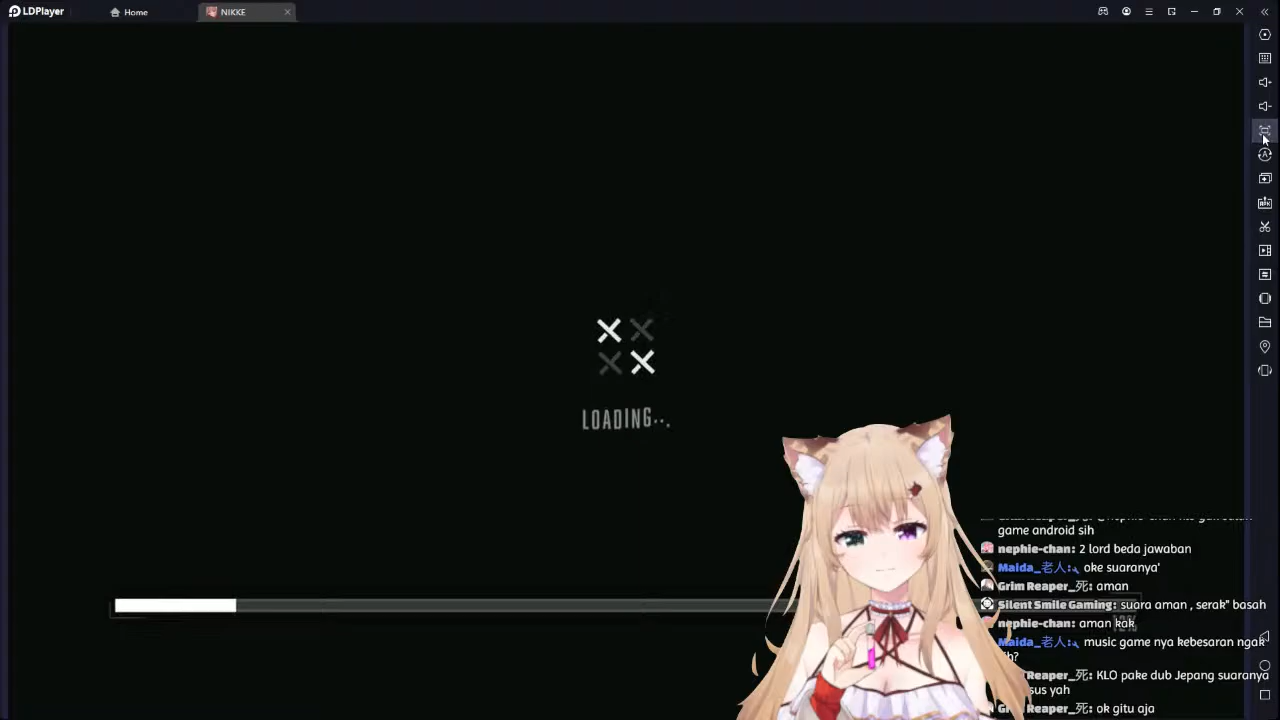 LDPlayer
Home
NIKKE
LOADING...
12%
game android sih
nephie-chan: 2 lord beda jawaban
Maida_老人: oke suaranya'
Grim Reaper_死: aman
Silent Smile Gaming: suara aman , serak" basah
nephie-chan: aman kak
Maida_老人: music game nya kebesaran ngak
h?
Reaper_死: KLO pake dub Jepang suaranya
sus yah
Reaper_死: ok gitu aja